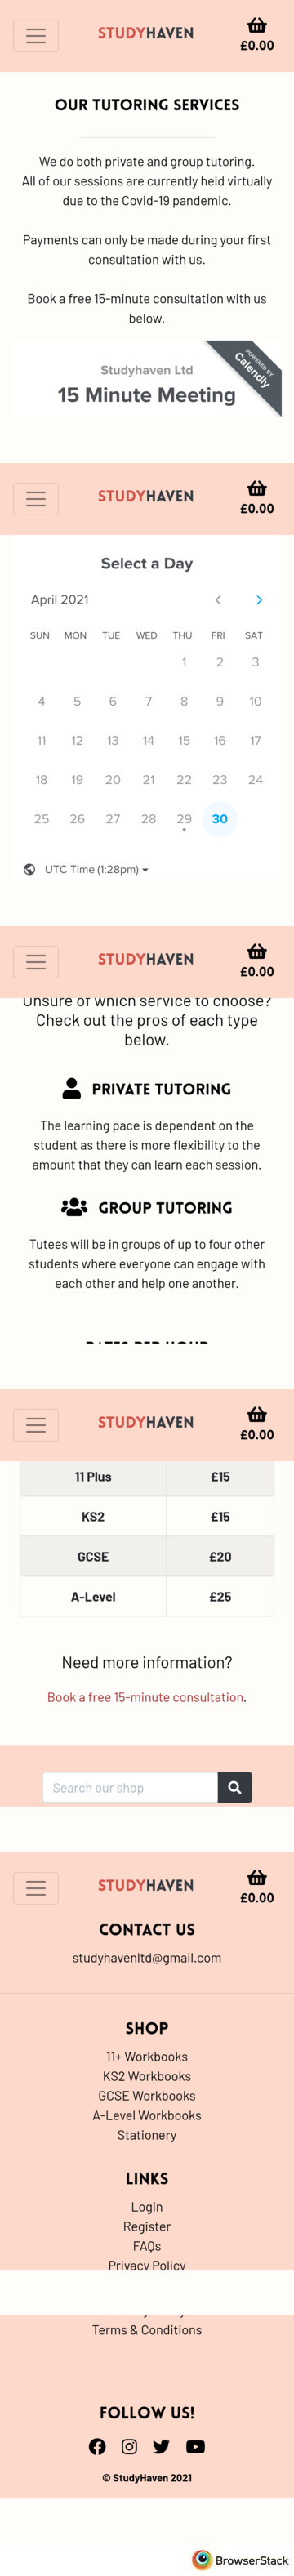 STUDYHAVEN
£0.00
OUR TUTORING SERVICES
We do both private and group tutoring.
All of our sessions are currently held virtually
due to the Covid-19 pandemic.
Payments can only be made during your first
consultation with us.
Book a free 15-minute consultation with us
below.
POWERED BY
Calendly
Studyhaven Ltd
15 Minute Meeting
STUDYHAVEN
£0.00
Select a Day
April 2021
SUN MON TUE WED THU FRI SAT
1 2 3
4 5 6 7 8 9 10
11 12 13 14 15 16 17
18 19 20 21 22 23 24
25 26 27 28 29 30
UTC Time (1:28pm)
STUDYHAVEN
£0.00
Unsure of which service to choose?
Check out the pros of each type
below.
PRIVATE TUTORING
The learning pace is dependent on the
student as there is more flexibility to the
amount that they can learn each session.
GROUP TUTORING
Tutees will be in groups of up to four other
students where everyone can engage with
each other and help one another.
RATES PER HOUR
STUDYHAVEN
£0.00
11 Plus £15
KS2 £15
GCSE £20
A-Level £25
Need more information?
Book a free 15-minute consultation.
Search our shop
STUDYHAVEN
£0.00
CONTACT US
studyhavenltd@gmail.com
SHOP
11+ Workbooks
KS2 Workbooks
GCSE Workbooks
A-Level Workbooks
Stationery
LINKS
Login
Register
FAQs
Privacy Policy
Terms & Conditions
FOLLOW US!
© StudyHaven 2021
BrowserStack